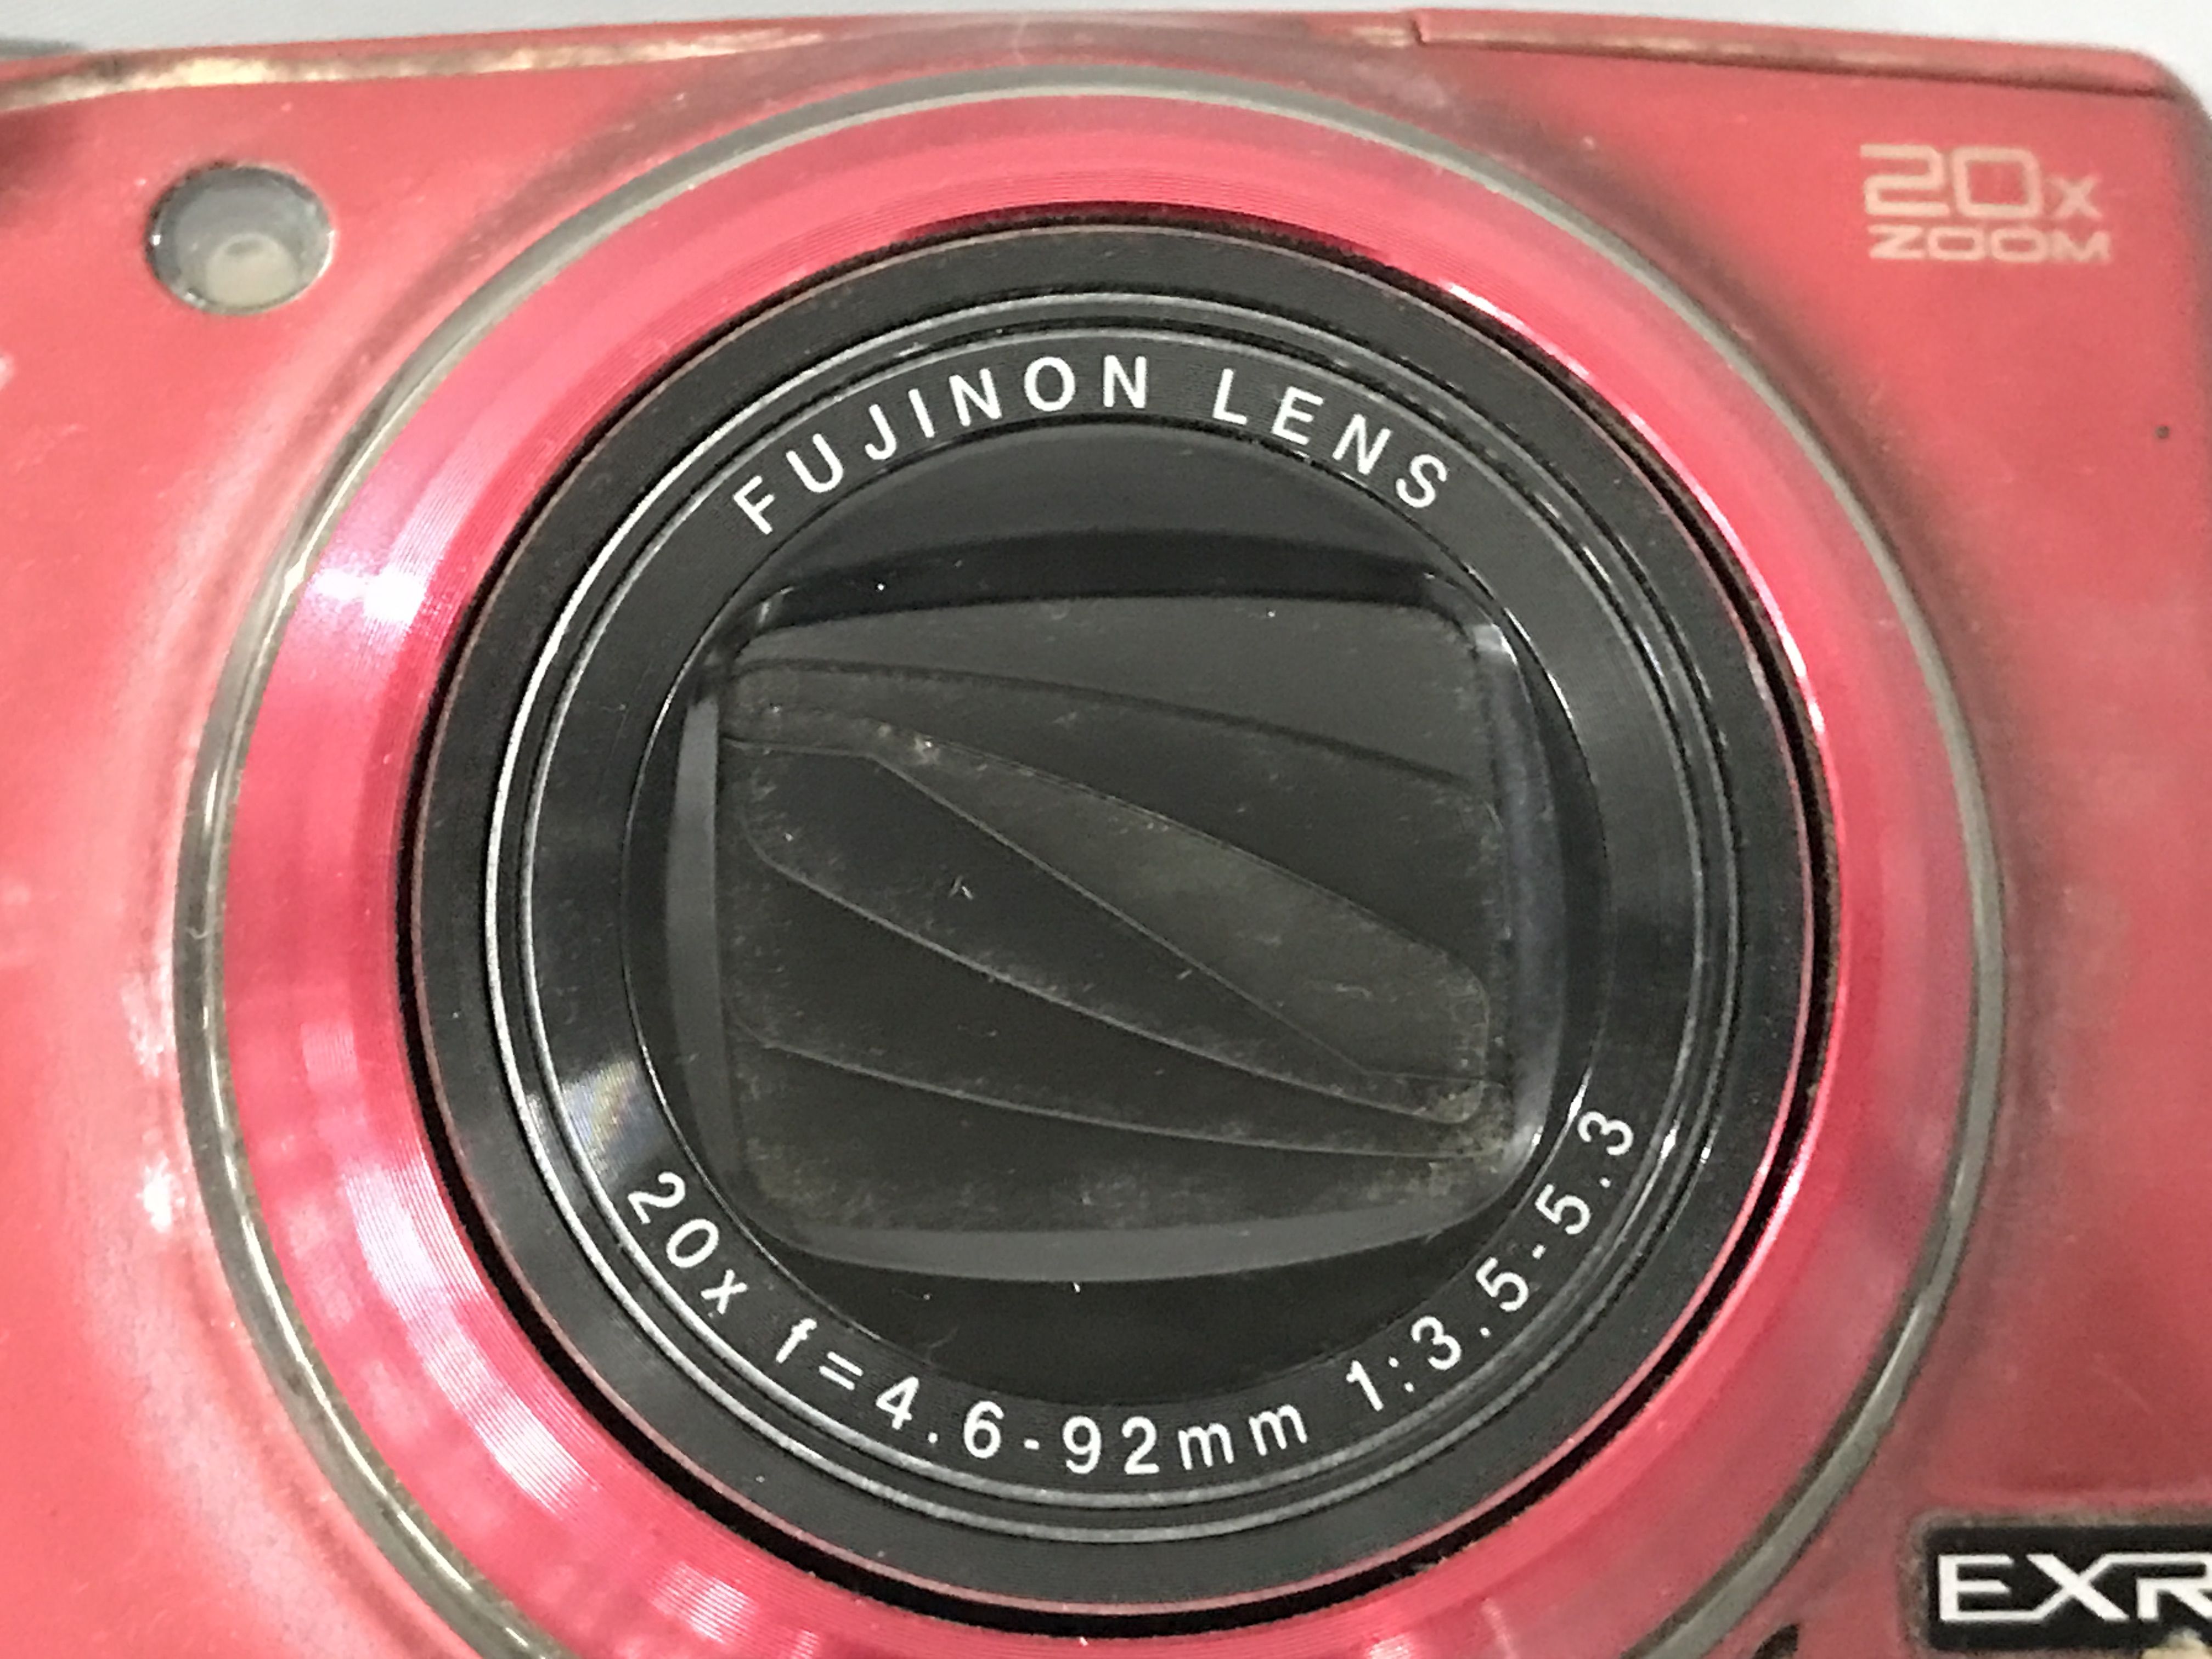 20x
ZOOM
FUJINON LENS
20x f=4.6-92mm 1:3.5-5.3
EXR